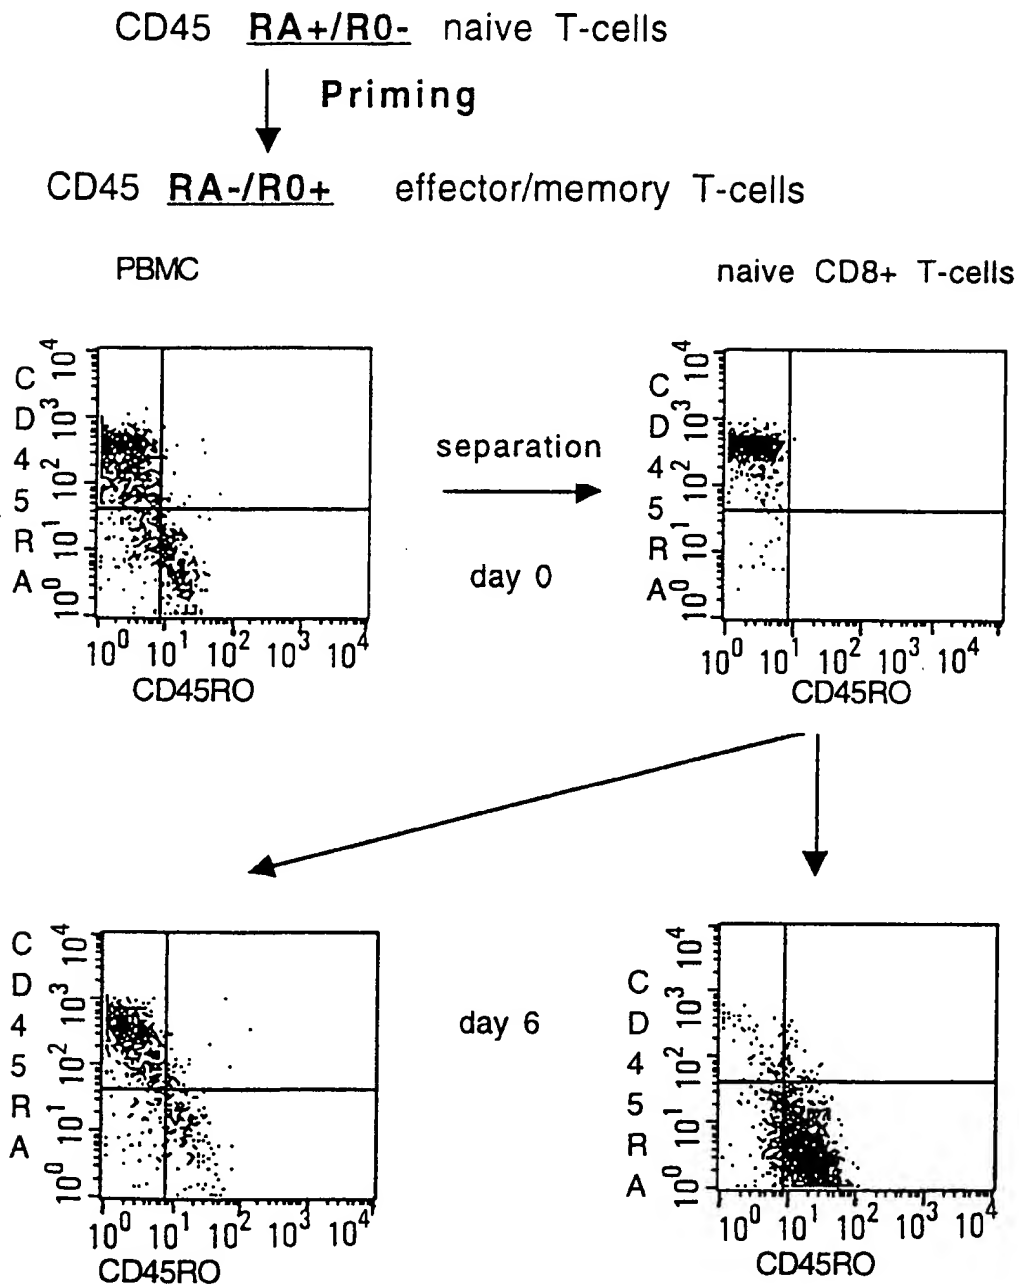 CD45 RA+/R0- naive T-cells
Priming
CD45 RA-/R0+ effector/memory T-cells
PBMC
naive CD8+ T-cells
CD45RA
10^4
10^3
10^2
10^1
10^0
10^0 10^1 10^2 10^3 10^4
CD45RO
separation
day 0
CD45RA
10^4
10^3
10^2
10^1
10^0
10^0 10^1 10^2 10^3 10^4
CD45RO
CD45RA
10^4
10^3
10^2
10^1
10^0
10^0 10^1 10^2 10^3 10^4
CD45RO
day 6
CD45RA
10^4
10^3
10^2
10^1
10^0
10^0 10^1 10^2 10^3 10^4
CD45RO